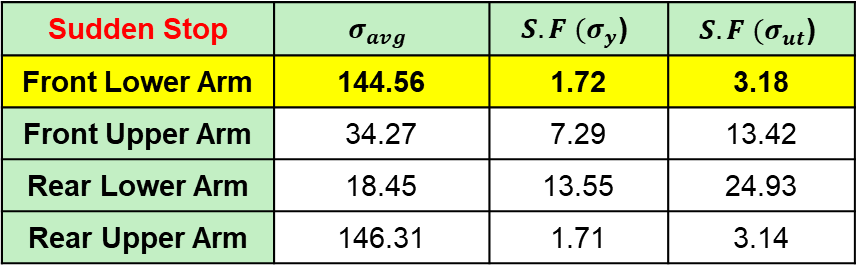 Sudden Stop σavg S.F (σy) S.F (σut)
Front Lower Arm 144.56 1.72 3.18
Front Upper Arm 34.27 7.29 13.42
Rear Lower Arm 18.45 13.55 24.93
Rear Upper Arm 146.31 1.71 3.14